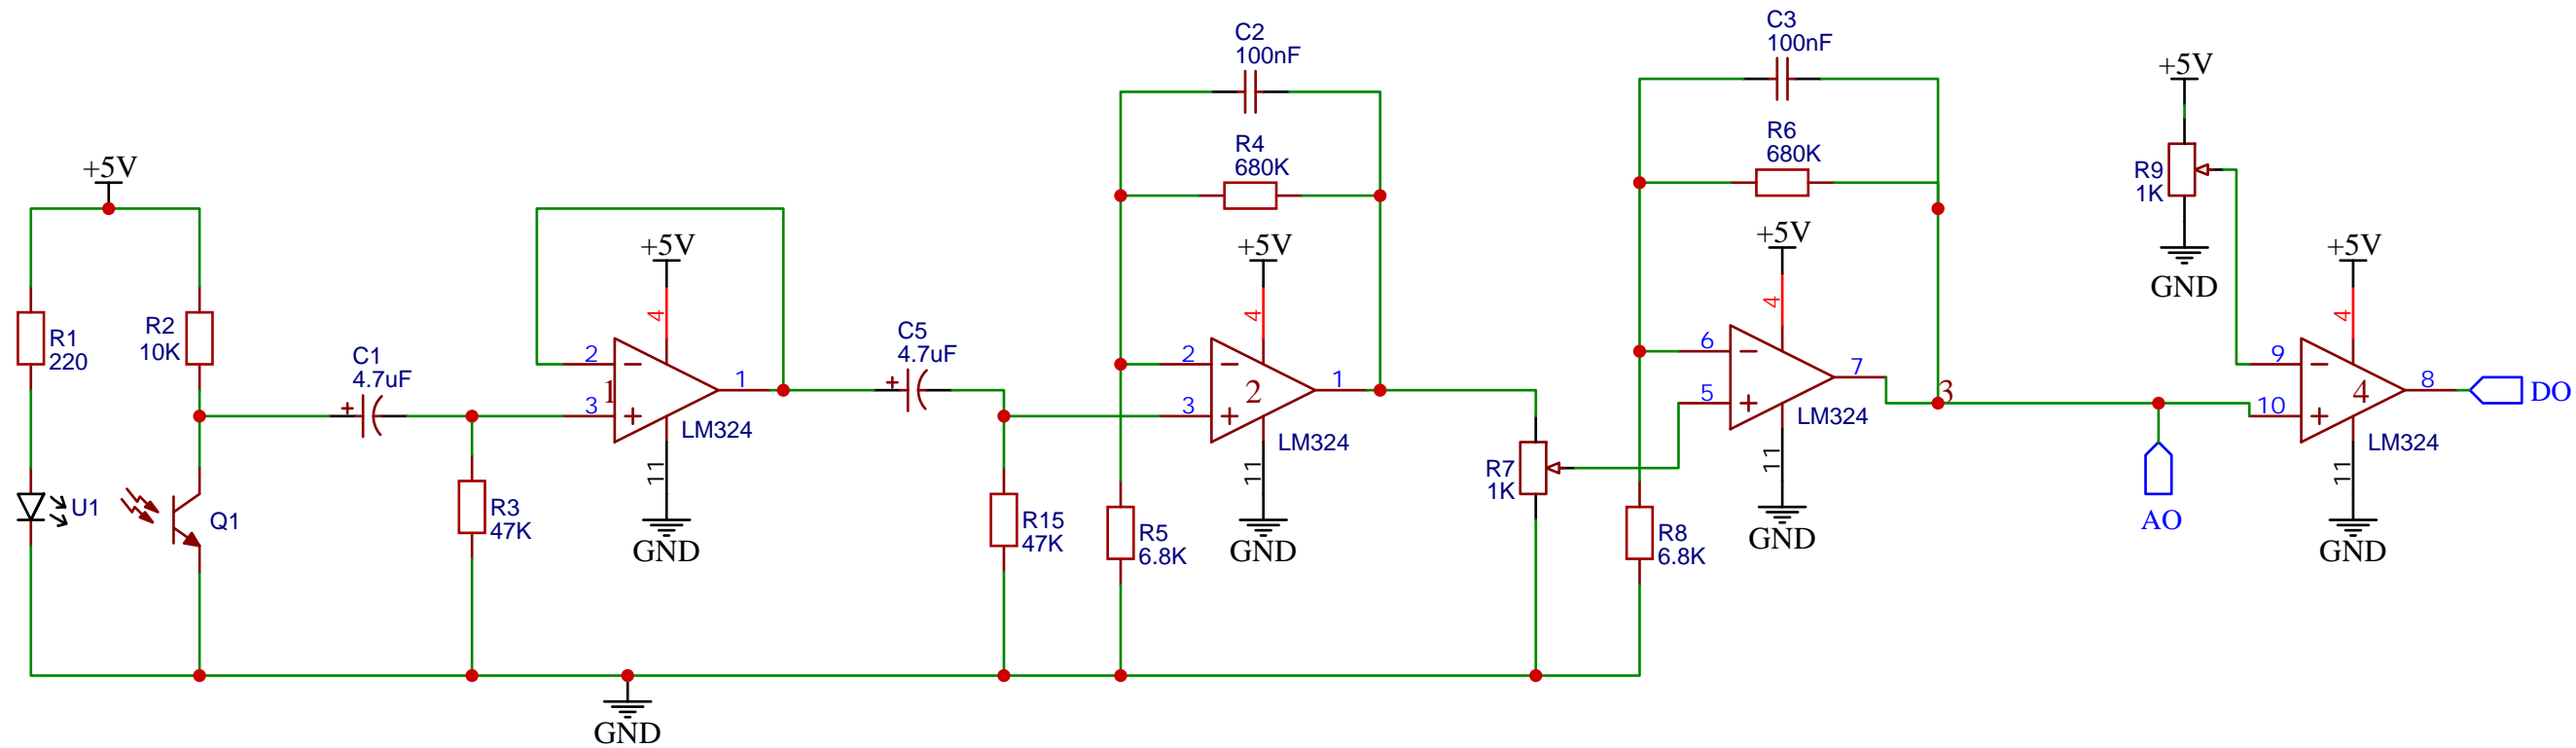 +5V
R1
220
R2
10K
U1
Q1
C1
4.7uF
+
R3
47K
+5V
4
2
1
3
1
11
LM324
GND
GND
C5
4.7uF
+
R15
47K
C2
100nF
R4
680K
+5V
4
2
2
3
1
11
LM324
GND
R5
6.8K
R7
1K
C3
100nF
R6
680K
+5V
4
6
5
7
3
11
LM324
GND
R8
6.8K
AO
+5V
R9
1K
GND
+5V
4
9
4
10
8
11
LM324
GND
DO